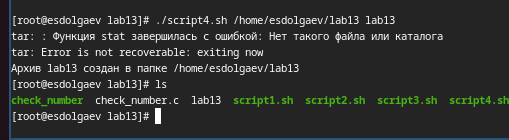 [root@esdolgaev lab13]# ./script4.sh /home/esdolgaev/lab13 lab13
tar: : Функция stat завершилась с ошибкой: Нет такого файла или каталога
tar: Error is not recoverable: exiting now
Архив lab13 создан в папке /home/esdolgaev/lab13
[root@esdolgaev lab13]# ls
check_number check_number.c lab13 script1.sh script2.sh script3.sh script4.sh
[root@esdolgaev lab13]#